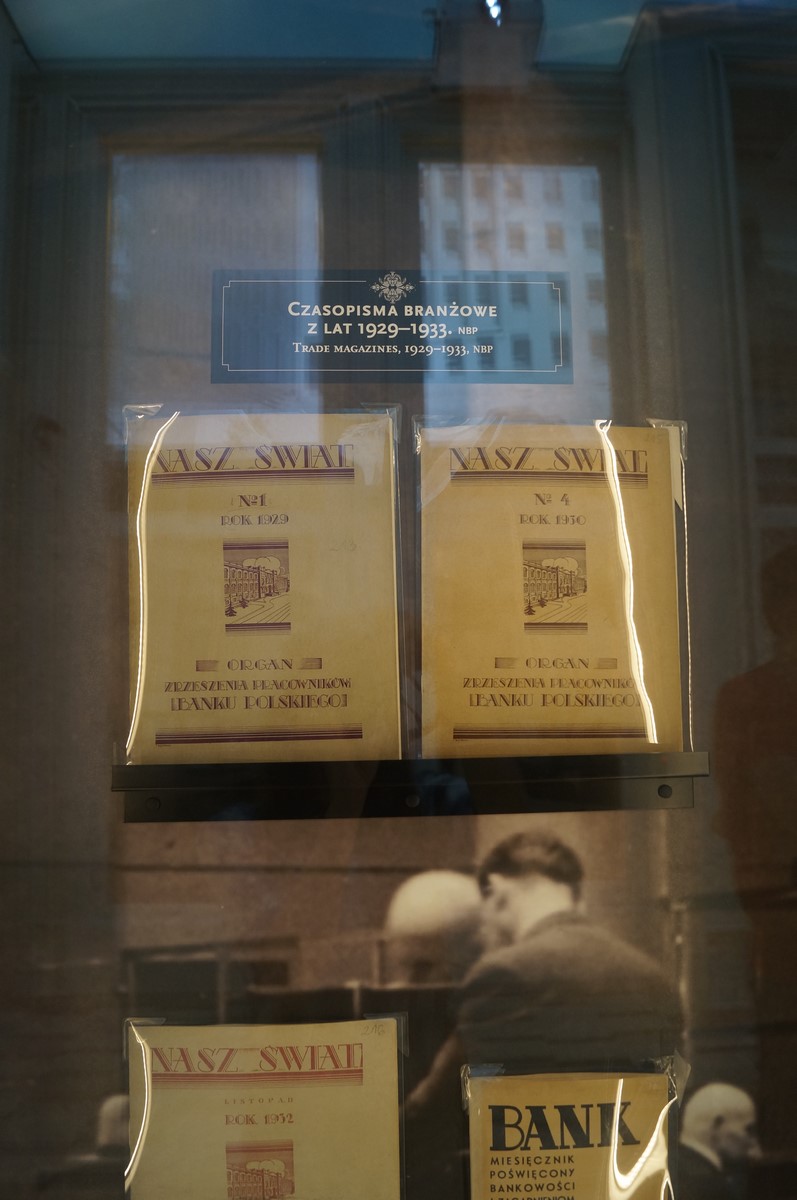 Czasopisma branżowe
z lat 1929–1933. NBP
Trade magazines, 1929–1933, NBP
NASZ ŚWIAT
№1
ROK 1929
ORGAN
ZRZESZENIA PRACOWNIKÓW
BANKU POLSKIEGO
NASZ ŚWIAT
№ 4
ROK 1930
ORGAN
ZRZESZENIA PRACOWNIKÓW
BANKU POLSKIEGO
NASZ ŚWIAT
LISTOPAD
ROK 1932
BANK
MIESIĘCZNIK
POŚWIĘCONY
BANKOWOŚCI